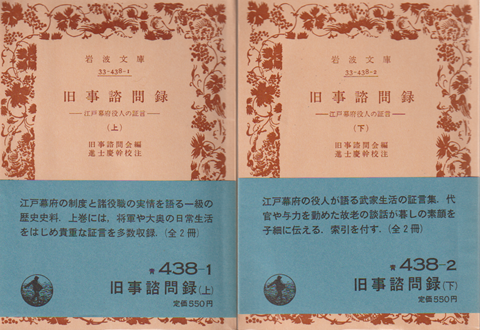 岩波文庫
33-438-1
旧事諮問録
―江戸幕府役人の証言―
(上)
旧事諮問会編
進士慶幹校注
江戸幕府の制度と諸役職の実情を語る一級の
歴史史料．上巻には，将軍や大奥の日常生活
をはじめ貴重な証言を多数収録．(全2冊)
青438-1
旧事諮問録(上)
定価550円
岩波文庫
33-438-2
旧事諮問録
―江戸幕府役人の証言―
(下)
旧事諮問会編
進士慶幹校注
江戸幕府の役人が語る武家生活の証言集．代
官や与力を勤めた故老の談話が暮しの素顔を
子細に伝える．索引を付す．(全2冊)
青438-2
旧事諮問録(下)
定価550円